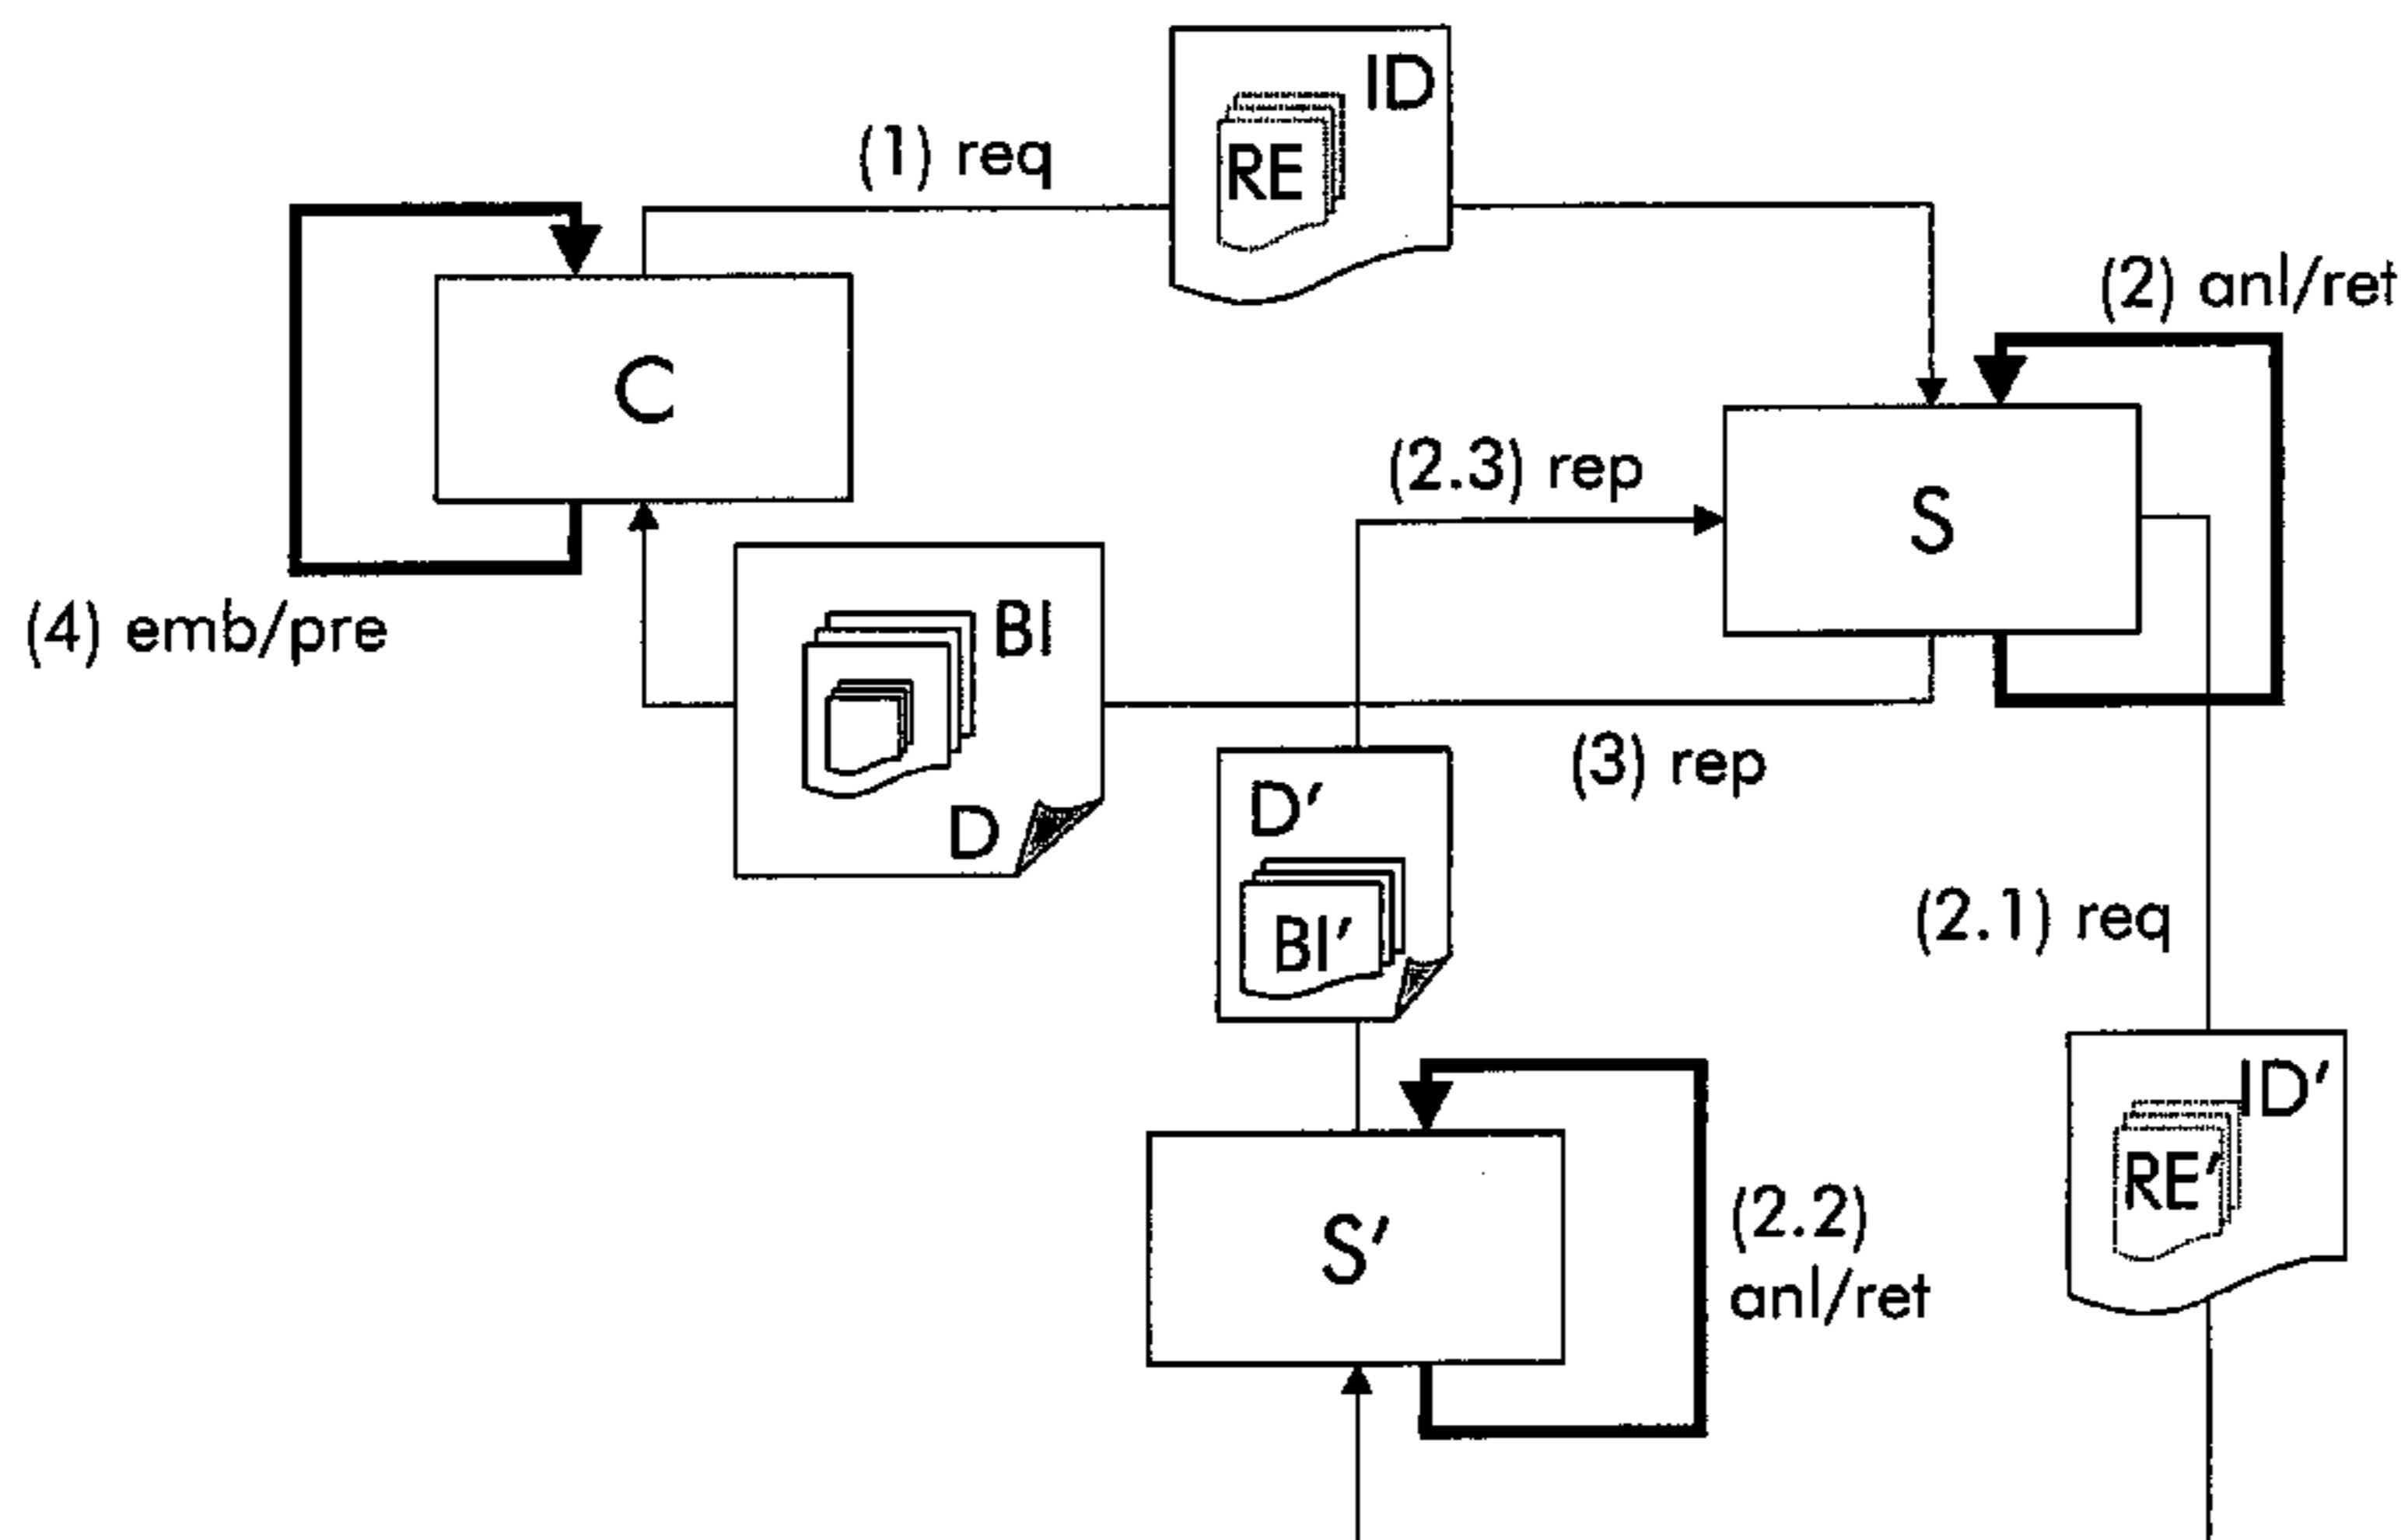 ID
RE
(1) req
(2) anl/ret
C
(2.3) rep
S
(4) emb/pre
BI
D
(3) rep
D′
BI′
(2.1) req
ID′
RE′
S′
(2.2)
anl/ret